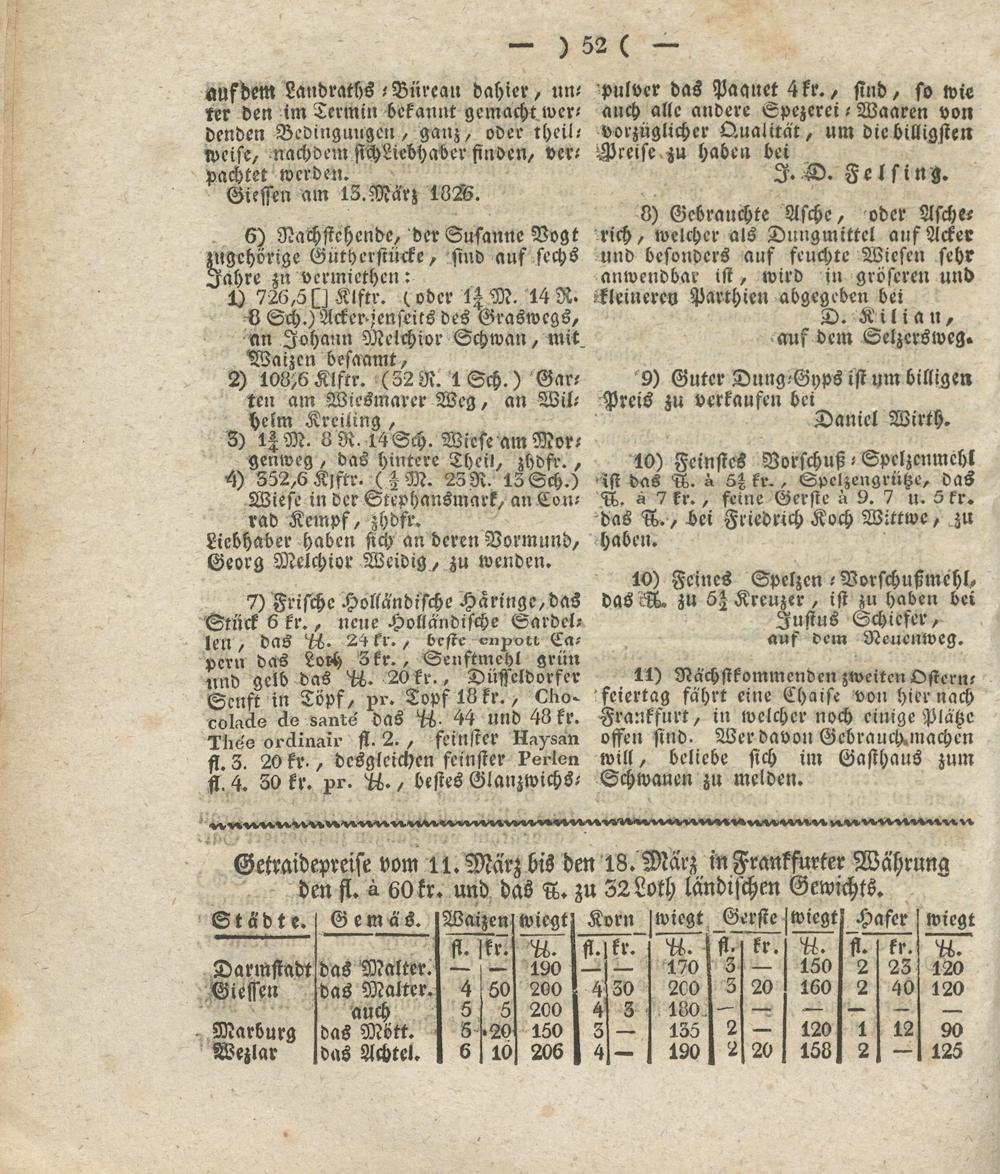 — ) 52 ( —
auf dem Landraths-Büreau dahier, un-
ter den im Termin bekannt gemacht wer-
denden Bedingungen, ganz, oder theil-
weise, nachdem sich Liebhaber finden, ver-
pachtet werden.
Giessen am 13. März 1826.
6) Nachstehende, der Susanne Vogt
zugehörige Gütherstücke, sind auf sechs
Jahre zu vermiethen:
1) 726,5 [] Klftr. (oder 1¼ M. 14 R.
8 Sch.) Acker jenseits des Graswegs,
an Johann Melchior Schwan, mit
Waizen besaamt,
2) 108,6 Klftr. (32 R. 1 Sch.) Gar-
ten am Wiesmarer Weg, an Wil-
helm Kreiling,
3) 1¾ M. 8 R. 14 Sch. Wiese am Mor-
genweg, das hintere Theil, zhdfr.,
4) 352,6 Klftr. (½ M. 23 R. 13 Sch.)
Wiese in der Stephansmark, an Con-
rad Kempf, zhdfr.
Liebhaber haben sich an deren Vormund,
Georg Melchior Weidig, zu wenden.
7) Frische Holländische Häringe, das
Stück 6 kr., neue Holländische Sardel-
len, das ℔. 24 kr., beste enpott Ca-
pern das Loth 3 kr., Senftmehl grün
und gelb das ℔. 20 kr., Düsseldorfer
Senft in Töpf, pr. Topf 18 kr., Cho-
colade de santé das ℔. 44 und 48 kr.
Thée ordinair fl. 2., feinster Haysan
fl. 3. 20 kr., desgleichen feinster Perlen
fl. 4. 30 kr. pr. ℔., bestes Glanzwichs-
pulver das Paquet 4 kr., sind, so wie
auch alle andere Spezerei-Waaren von
vorzüglicher Qualität, um die billigsten
Preise zu haben bei
J. D. Felsing.
8) Gebrauchte Asche, oder Asche-
rich, welcher als Dungmittel auf Acker
und besonders auf feuchte Wiesen sehr
anwendbar ist, wird in gröseren und
kleineren Parthien abgegeben bei
D. Kilian,
auf dem Selzersweg.
9) Guter Dung-Gyps ist um billigen
Preis zu verkaufen bei
Daniel Wirth.
10) Feinstes Vorschuß-Spelzenmehl
ist das ℔. à 5½ kr., Spelzengrütze, das
℔. à 7 kr., feine Gerste à 9. 7 u. 5 kr.
das ℔., bei Friedrich Koch Wittwe, zu
haben.
10) Feines Spelzen-Vorschußmehl,
das ℔. zu 5½ Kreuzer, ist zu haben bei
Justus Schiefer,
auf dem Neuenweg.
11) Nächstkommenden zweiten Ostern-
feiertag fährt eine Chaise von hier nach
Frankfurt, in welcher noch einige Plätze
offen sind. Wer davon Gebrauch machen
will, beliebe sich im Gasthaus zum
Schwanen zu melden.
Getraidepreise vom 11. März bis den 18. März in Frankfurter Währung
den fl. à 60 kr. und das ℔. zu 32 Loth ländischen Gewichts.
Städte. Gemäs. Waizen wiegt Korn wiegt Gerste wiegt Hafer wiegt
fl. kr. ℔. fl. kr. ℔. fl. kr. ℔. fl. kr. ℔.
Darmstadt das Malter. — — 190 — — 170 3 — 150 2 23 120
Giessen das Malter. 4 50 200 4 30 200 3 20 160 2 40 120
auch 5 5 200 4 3 180 — — — — — —
Marburg das Mött. 5 20 150 3 — 135 2 — 120 1 12 90
Wezlar das Achtel. 6 10 206 4 — 190 2 20 158 2 — 125